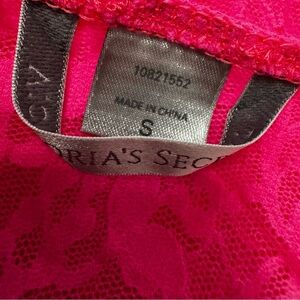 10821552
MADE IN CHINA
S
ORIA'S SEC